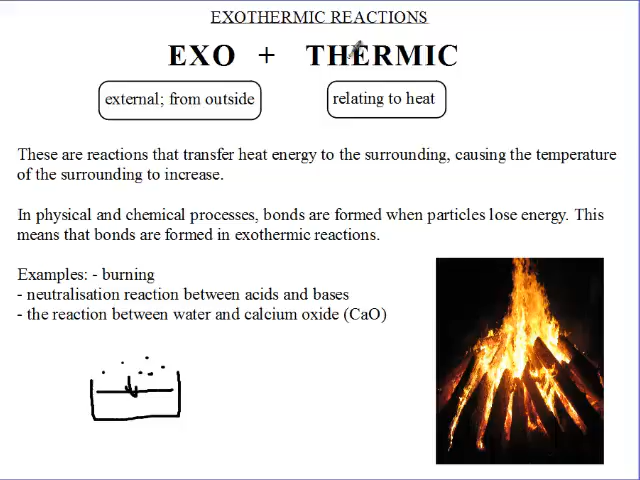 EXOTHERMIC REACTIONS
EXO + THERMIC
external; from outside relating to heat
These are reactions that transfer heat energy to the surrounding, causing the temperature
of the surrounding to increase.
In physical and chemical processes, bonds are formed when particles lose energy. This
means that bonds are formed in exothermic reactions.
Examples: - burning
- neutralisation reaction between acids and bases
- the reaction between water and calcium oxide (CaO)